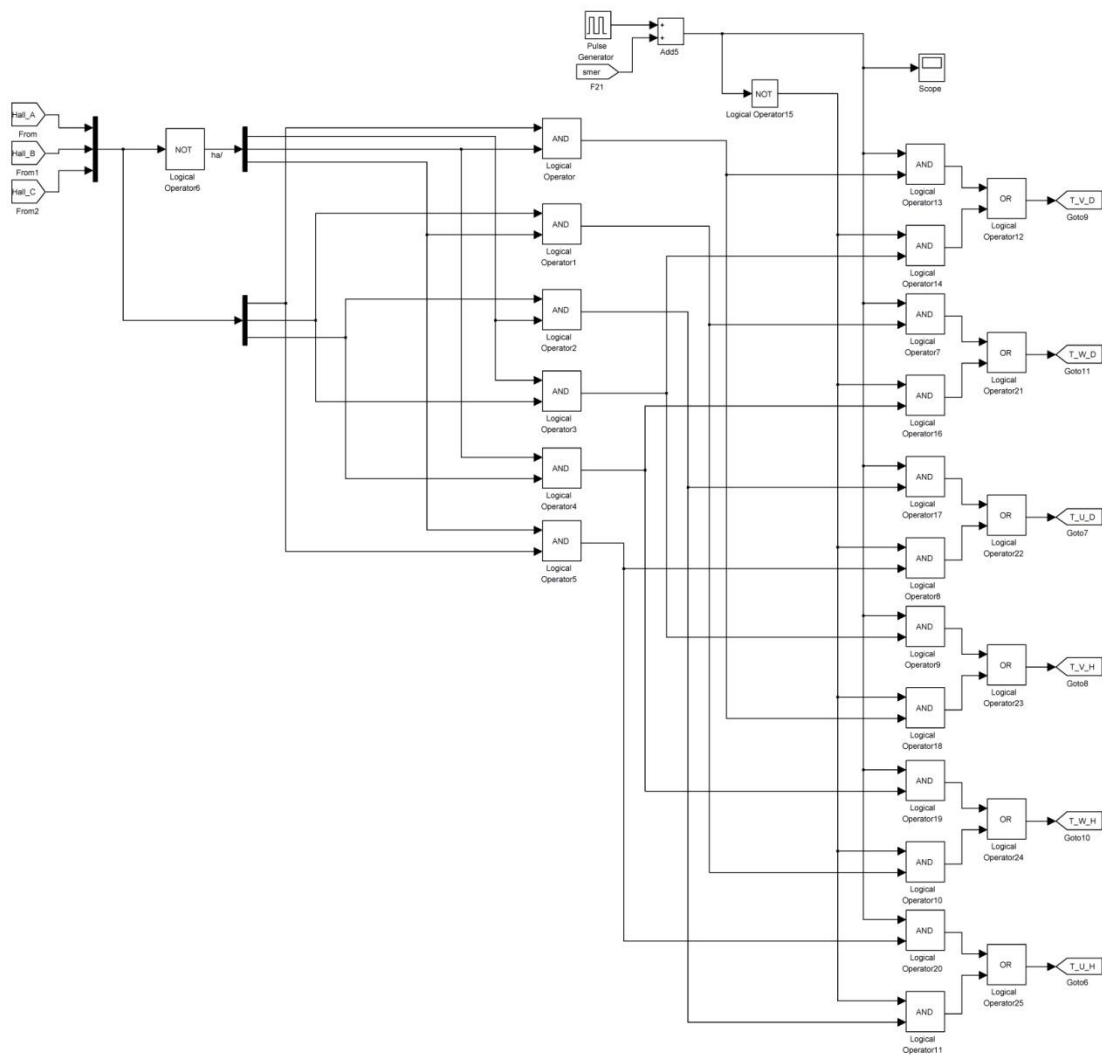 Pulse
Generator
+
+
Add5
smer
F21
Scope
NOT
Logical Operator15
Hall_A
From
Hall_B
From1
Hall_C
From2
NOT
Logical
Operator6
ha/
AND
Logical
Operator
AND
Logical
Operator1
AND
Logical
Operator2
AND
Logical
Operator3
AND
Logical
Operator4
AND
Logical
Operator5
AND
Logical
Operator13
OR
Logical
Operator12
T_V_D
Goto9
AND
Logical
Operator14
AND
Logical
Operator7
OR
Logical
Operator21
T_W_D
Goto11
AND
Logical
Operator16
AND
Logical
Operator17
OR
Logical
Operator22
T_U_D
Goto7
AND
Logical
Operator8
AND
Logical
Operator9
OR
Logical
Operator23
T_V_H
Goto8
AND
Logical
Operator18
AND
Logical
Operator19
OR
Logical
Operator24
T_W_H
Goto10
AND
Logical
Operator10
AND
Logical
Operator20
OR
Logical
Operator25
T_U_H
Goto6
AND
Logical
Operator11